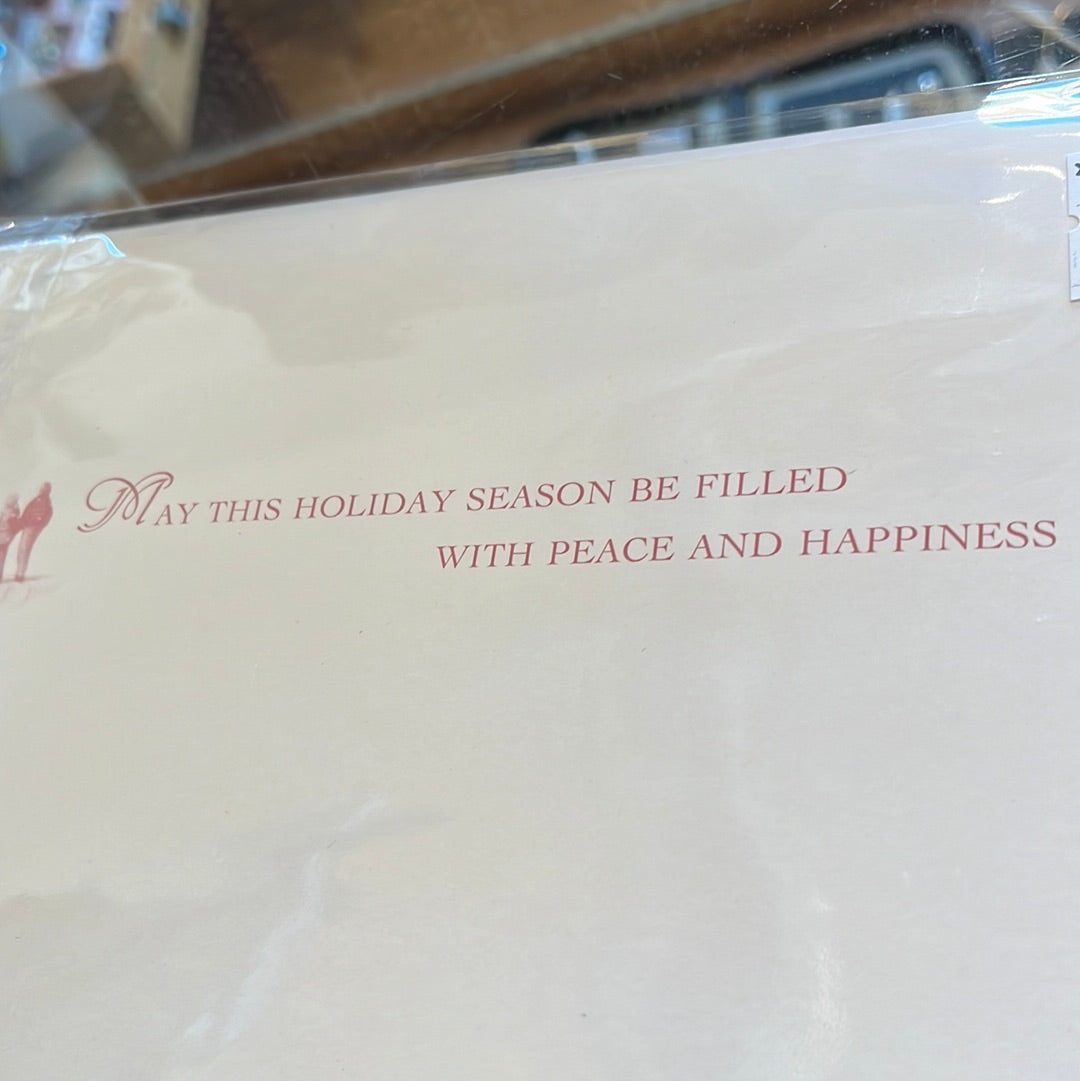 MAY THIS HOLIDAY SEASON BE FILLED
WITH PEACE AND HAPPINESS